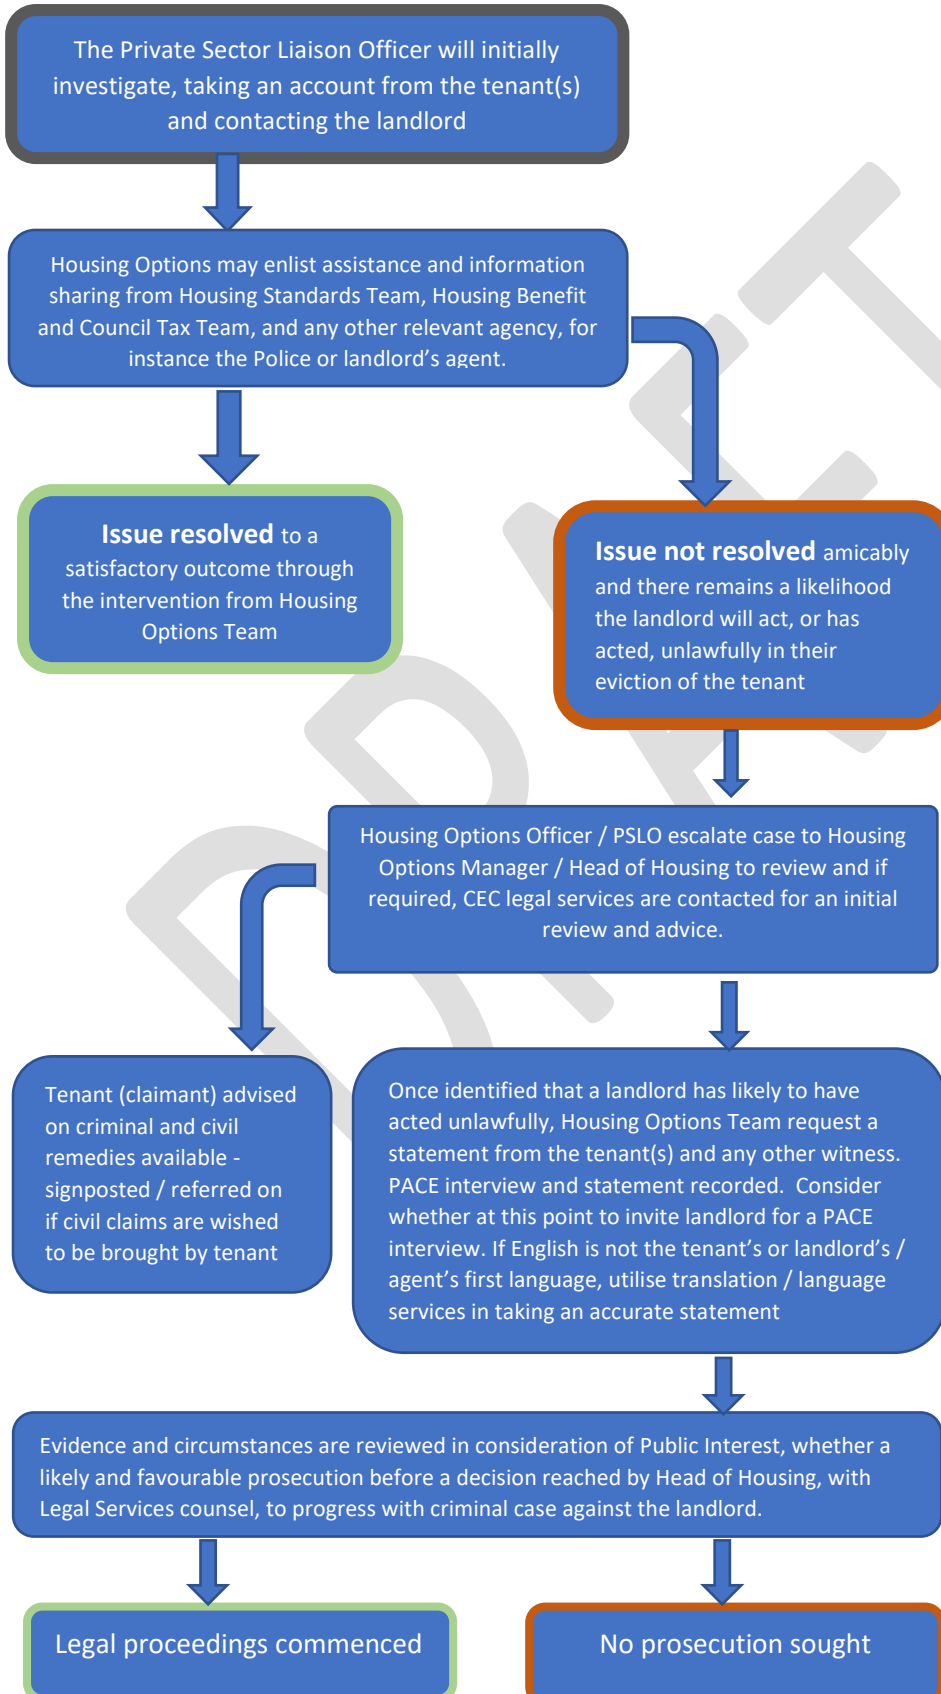 The Private Sector Liaison Officer will initially
investigate, taking an account from the tenant(s)
and contacting the landlord
Housing Options may enlist assistance and information
sharing from Housing Standards Team, Housing Benefit
and Council Tax Team, and any other relevant agency, for
instance the Police or landlord’s agent.
Issue resolved to a
satisfactory outcome through
the intervention from Housing
Options Team
Issue not resolved amicably
and there remains a likelihood
the landlord will act, or has
acted, unlawfully in their
eviction of the tenant
Housing Options Officer / PSLO escalate case to Housing
Options Manager / Head of Housing to review and if
required, CEC legal services are contacted for an initial
review and advice.
Tenant (claimant) advised
on criminal and civil
remedies available -
signposted / referred on
if civil claims are wished
to be brought by tenant
Once identified that a landlord has likely to have
acted unlawfully, Housing Options Team request a
statement from the tenant(s) and any other witness.
PACE interview and statement recorded.  Consider
whether at this point to invite landlord for a PACE
interview. If English is not the tenant’s or landlord’s /
agent’s first language, utilise translation / language
services in taking an accurate statement
Evidence and circumstances are reviewed in consideration of Public Interest, whether a
likely and favourable prosecution before a decision reached by Head of Housing, with
Legal Services counsel, to progress with criminal case against the landlord.
Legal proceedings commenced
No prosecution sought
DRAFT